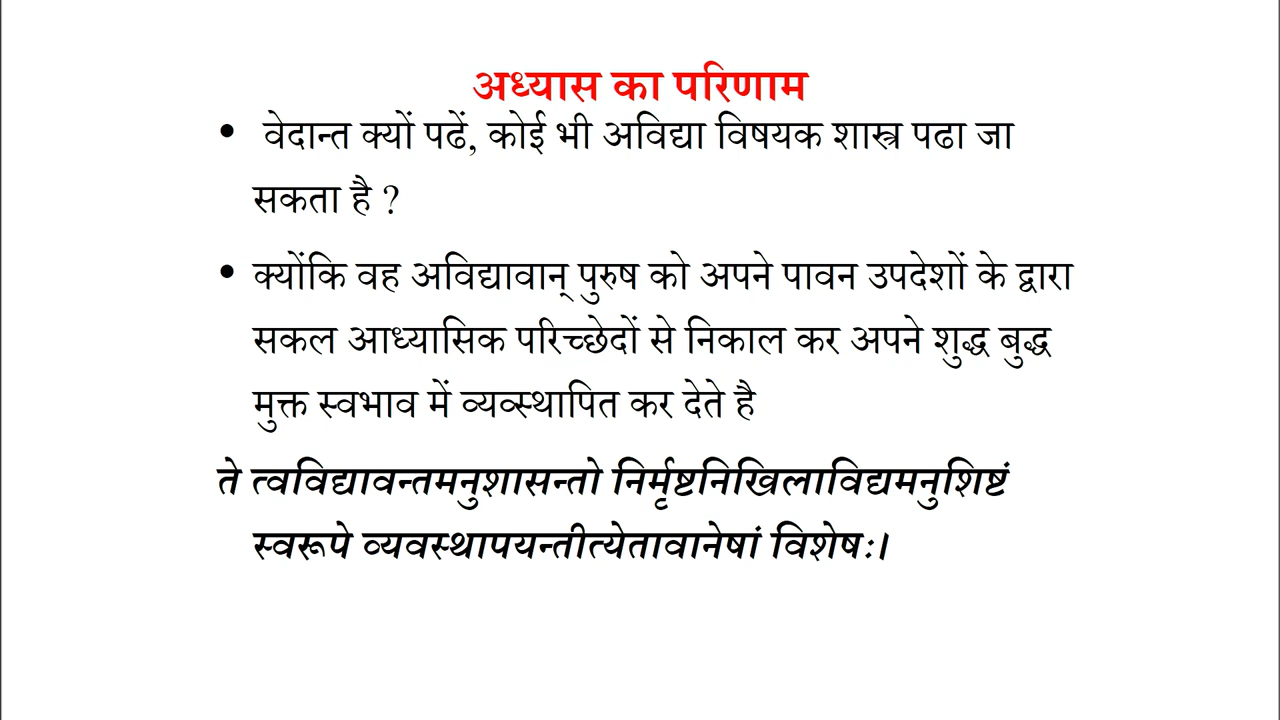 अध्यास का परिणाम
• वेदान्त क्यों पढें, कोई भी अविद्या विषयक शास्त्र पढा जा
सकता है ?
• क्योंकि वह अविद्यावान् पुरुष को अपने पावन उपदेशों के द्वारा
सकल आध्यासिक परिच्छेदों से निकाल कर अपने शुद्ध बुद्ध
मुक्त स्वभाव में व्यव्स्थापित कर देते है
ते त्वविद्यावन्तमनुशासन्तो निर्मृष्टनिखिलाविद्यमनुशिष्टं
स्वरूपे व्यवस्थापयन्तीत्येतावानेषां विशेषः।